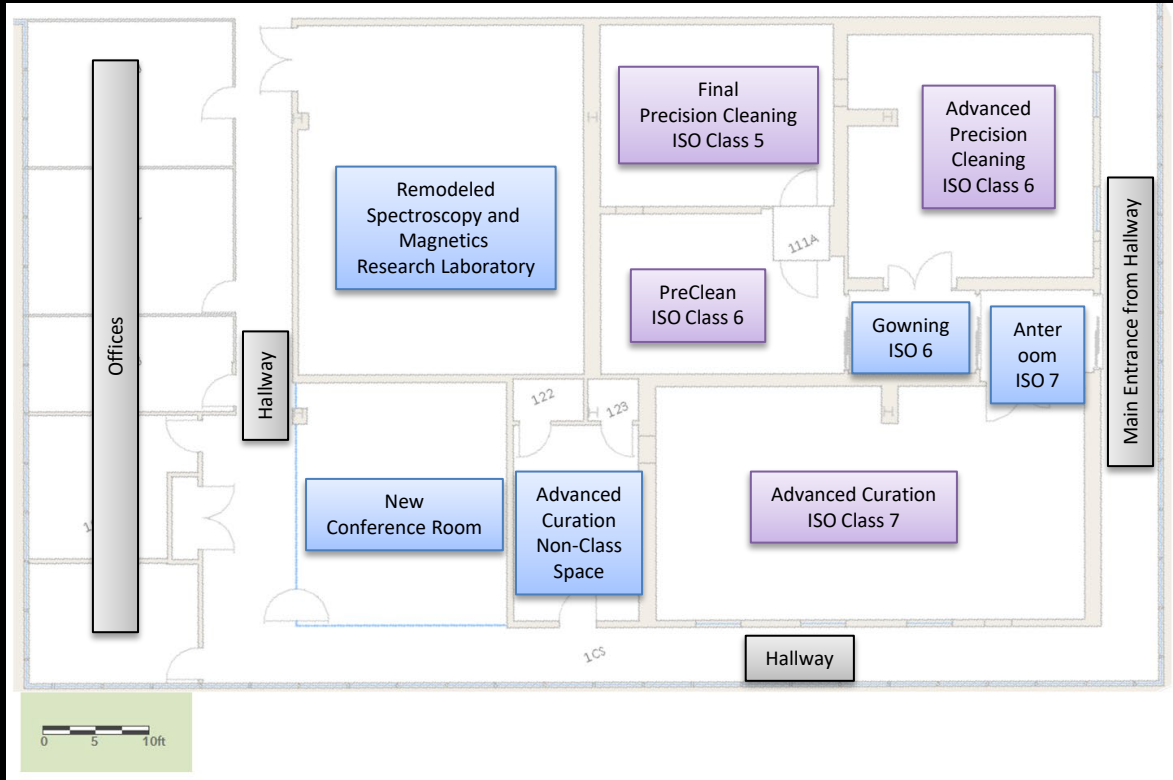 Offices
Hallway
Remodeled
Spectroscopy and
Magnetics
Research Laboratory
Final
Precision Cleaning
ISO Class 5
Advanced
Precision
Cleaning
ISO Class 6
111A
PreClean
ISO Class 6
Gowning
ISO 6
Anter
oom
ISO 7
Main Entrance from Hallway
122
123
New
Conference Room
Advanced
Curation
Non-Class
Space
Advanced Curation
ISO Class 7
1CS
Hallway
0 5 10ft